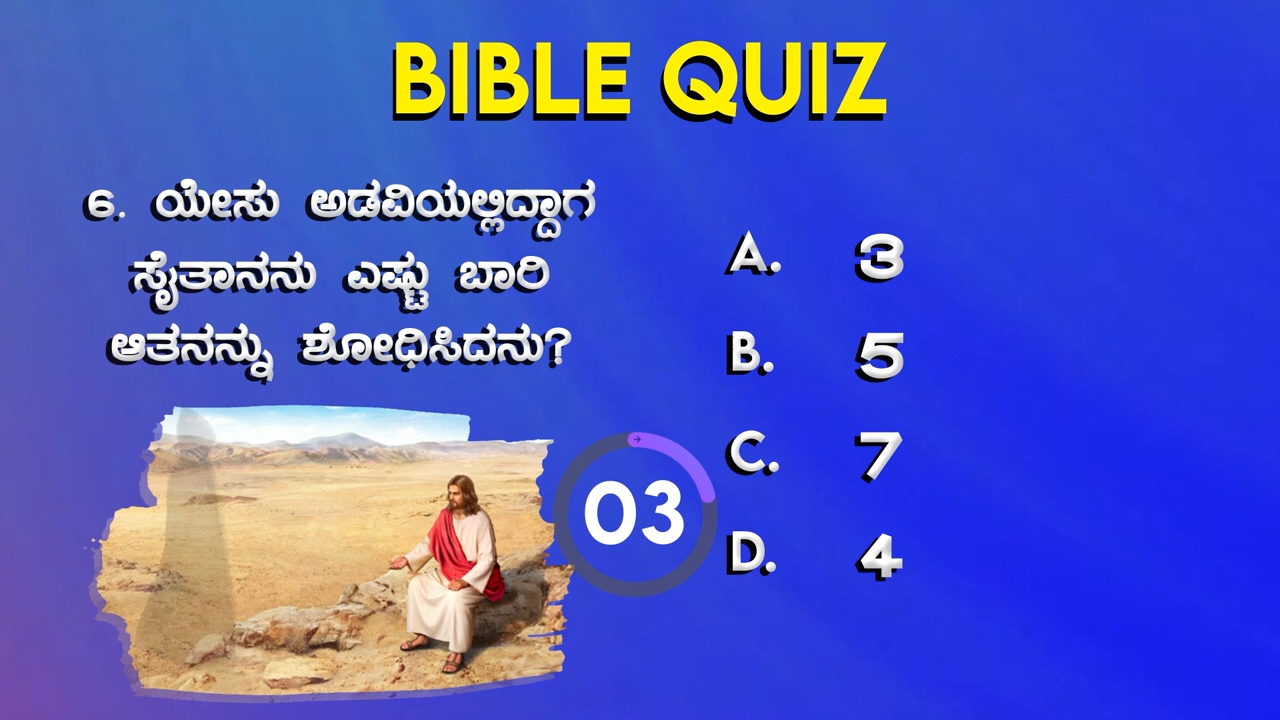 BIBLE QUIZ
6. ಯೇಸು ಅಡವಿಯಲ್ಲಿದ್ದಾಗ
ಸೈತಾನನು ಎಷ್ಟು ಬಾರಿ
ಆತನನ್ನು ಶೋಧಿಸಿದನು?
A. 3
B. 5
C. 7
D. 4
03